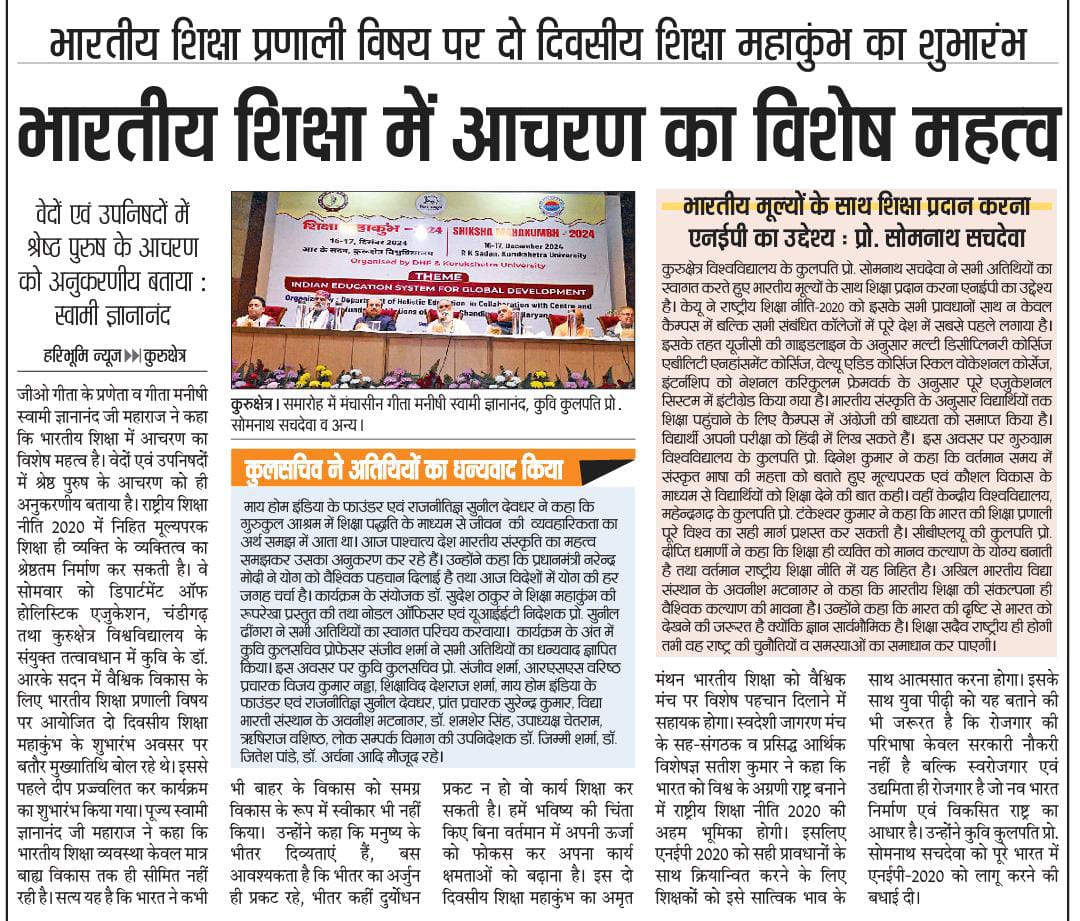 भारतीय शिक्षा प्रणाली विषय पर दो दिवसीय शिक्षा महाकुंभ का शुभारंभ
भारतीय शिक्षा में आचरण का विशेष महत्व
वेदों एवं उपनिषदों में
श्रेष्ठ पुरुष के आचरण
को अनुकरणीय बताया :
स्वामी ज्ञानानंद
हरिभूमि न्यूज ▶▶ कुरुक्षेत्र
जीओ गीता के प्रणेता व गीता मनीषी
स्वामी ज्ञानानंद जी महाराज ने कहा
कि भारतीय शिक्षा में आचरण का
विशेष महत्व है। वेदों एवं उपनिषदों
में श्रेष्ठ पुरुष के आचरण को ही
अनुकरणीय बताया है। राष्ट्रीय शिक्षा
नीति 2020 में निहित मूल्यपरक
शिक्षा ही व्यक्ति के व्यक्तित्व का
श्रेष्ठतम निर्माण कर सकती है। वे
सोमवार को डिपार्टमेंट ऑफ
होलिस्टिक एजुकेशन, चंडीगढ़
तथा कुरुक्षेत्र विश्वविद्यालय के
संयुक्त तत्वावधान में कुवि के डॉ.
आरके सदन में वैश्विक विकास के
लिए भारतीय शिक्षा प्रणाली विषय
पर आयोजित दो दिवसीय शिक्षा
महाकुंभ के शुभारंभ अवसर पर
बतौर मुख्यातिथि बोल रहे थे। इससे
पहले दीप प्रज्ज्वलित कर कार्यक्रम
का शुभारंभ किया गया। पूज्य स्वामी
ज्ञानानंद जी महाराज ने कहा कि
भारतीय शिक्षा व्यवस्था केवल मात्र
बाह्य विकास तक ही सीमित नहीं
रही है। सत्य यह है कि भारत ने कभी
शिक्षा महाकुंभ - 2024
16-17, दिसंबर 2024
आर के सदन, कुरूक्षेत्र विश्वविद्यालय
SHIKSHA MAHAKUMBH - 2024
16-17, December 2024
R K Sadan, Kurukshetra University
Organised by DHE & Kurukshetra University
THEME
INDIAN EDUCATION SYSTEM FOR GLOBAL DEVELOPMENT
Department of Holistic Education in Collaboration with Centre and
कुरुक्षेत्र। समारोह में मंचासीन गीता मनीषी स्वामी ज्ञानानंद, कुवि कुलपति प्रो.
सोमनाथ सचदेवा व अन्य।
कुलसचिव ने अतिथियों का धन्यवाद किया
माय होम इंडिया के फाउंडर एवं राजनीतिज्ञ सुनील देवधर ने कहा कि
गुरुकुल आश्रम में शिक्षा पद्धति के माध्यम से जीवन की व्यवहारिकता का
अर्थ समझ में आता था। आज पाश्चात्य देश भारतीय संस्कृति का महत्व
समझकर उसका अनुकरण कर रहे हैं। उन्होंने कहा कि प्रधानमंत्री नरेन्द्र
मोदी ने योग को वैश्विक पहचान दिलाई है तथा आज विदेशों में योग की हर
जगह चर्चा है। कार्यक्रम के संयोजक डॉ. सुदेश ठाकुर ने शिक्षा महाकुंभ की
रूपरेखा प्रस्तुत की तथा नोडल ऑफिसर एवं यूआईईटी निदेशक प्रो. सुनील
ढींगरा ने सभी अतिथियों का स्वागत परिचय करवाया। कार्यक्रम के अंत में
कुवि कुलसचिव प्रोफेसर संजीव शर्मा ने सभी अतिथियों का धन्यवाद ज्ञापित
किया। इस अवसर पर कुवि कुलसचिव प्रो. संजीव शर्मा, आरएसएस वरिष्ठ
प्रचारक विजय कुमार नड्डा, शिक्षाविद देशराज शर्मा, माय होम इंडिया के
फाउंडर एवं राजनीतिज्ञ सुनील देवधर, प्रांत प्रचारक सुरेन्द्र कुमार, विद्या
भारती संस्थान के अवनीश भटनागर, डॉ. शमशेर सिंह, उपाध्यक्ष चेतराम,
ऋषिराज वशिष्ठ, लोक सम्पर्क विभाग की उपनिदेशक डॉ. जिम्मी शर्मा, डॉ.
जितेश पांडे, डॉ. अर्चना आदि मौजूद रहे।
भी बाहर के विकास को समग्र
विकास के रूप में स्वीकार भी नहीं
किया। उन्होंने कहा कि मनुष्य के
भीतर दिव्यताएं हैं, बस
आवश्यकता है कि भीतर का अर्जुन
ही प्रकट रहे, भीतर कहीं दुर्योधन
प्रकट न हो वो कार्य शिक्षा कर
सकती है। हमें भविष्य की चिंता
किए बिना वर्तमान में अपनी ऊर्जा
को फोकस कर अपना कार्य
क्षमताओं को बढ़ाना है। इस दो
दिवसीय शिक्षा महाकुंभ का अमृत
भारतीय मूल्यों के साथ शिक्षा प्रदान करना
एनईपी का उद्देश्य : प्रो. सोमनाथ सचदेवा
कुरुक्षेत्र विश्वविद्यालय के कुलपति प्रो. सोमनाथ सचदेवा ने सभी अतिथियों का
स्वागत करते हुए भारतीय मूल्यों के साथ शिक्षा प्रदान करना एनईपी का उद्देश्य
है। केयू ने राष्ट्रीय शिक्षा नीति-2020 को इसके सभी प्रावधानों साथ न केवल
कैम्पस में बल्कि सभी संबंधित कॉलेजों में पूरे देश में सबसे पहले लगाया है।
इसके तहत यूजीसी की गाइडलाइन के अनुसार मल्टी डिसीप्लिनरी कोर्सिज
एबीलिटी एनहांसमेंट कोर्सिज, वेल्यू एडिड कोर्सिज स्किल वोकेशनल कोर्सेज,
इंटर्नशिप को नेशनल करिकुलम फ्रेमवर्क के अनुसार पूरे एजुकेशनल
सिस्टम में इंटीग्रेड किया गया है। भारतीय संस्कृति के अनुसार विद्यार्थियों तक
शिक्षा पहुंचाने के लिए कैम्पस में अंग्रेजी की बाध्यता को समाप्त किया है।
विद्यार्थी अपनी परीक्षा को हिंदी में लिख सकते हैं। इस अवसर पर गुरुग्राम
विश्वविद्यालय के कुलपति प्रो. दिनेश कुमार ने कहा कि वर्तमान समय में
संस्कृत भाषा की महत्ता को बताते हुए मूल्यपरक एवं कौशल विकास के
माध्यम से विद्यार्थियों को शिक्षा देने की बात कही। वहीं केन्द्रीय विश्वविद्यालय,
महेन्दगढ़ के कुलपति प्रो. टंकेश्वर कुमार ने कहा कि भारत की शिक्षा प्रणाली
पूरे विश्व का सही मार्ग प्रशस्त कर सकती है। सीबीएलयू की कुलपति प्रो.
दीप्ति धमार्णी ने कहा कि शिक्षा ही व्यक्ति को मानव कल्याण के योग्य बनाती
है तथा वर्तमान राष्ट्रीय शिक्षा नीति में यह निहित है। अखिल भारतीय विद्या
संस्थान के अवनीश भटनागर ने कहा कि भारतीय शिक्षा की संकल्पना ही
वैश्विक कल्याण की भावना है। उन्होंने कहा कि भारत की दृष्टि से भारत को
देखने की जरूरत है क्योंकि ज्ञान सार्वभौमिक है। शिक्षा सदैव राष्ट्रीय ही होगी
तभी वह राष्ट्र की चुनौतियों व समस्याओं का समाधान कर पाएगी।
मंथन भारतीय शिक्षा को वैश्विक
मंच पर विशेष पहचान दिलाने में
सहायक होगा। स्वदेशी जागरण मंच
के सह-संगठक व प्रसिद्ध आर्थिक
विशेषज्ञ सतीश कुमार ने कहा कि
भारत को विश्व के अग्रणी राष्ट्र बनाने
में राष्ट्रीय शिक्षा नीति 2020 की
अहम भूमिका होगी। इसलिए
एनईपी 2020 को सही प्रावधानों के
साथ क्रियान्वित करने के लिए
शिक्षकों को इसे सात्विक भाव के
साथ आत्मसात करना होगा। इसके
साथ युवा पीढ़ी को यह बताने की
भी जरूरत है कि रोजगार की
परिभाषा केवल सरकारी नौकरी
नहीं है बल्कि स्वरोजगार एवं
उद्यमिता ही रोजगार है जो नव भारत
निर्माण एवं विकसित राष्ट्र का
आधार है। उन्होंने कुवि कुलपति प्रो.
सोमनाथ सचदेवा को पूरे भारत में
एनईपी-2020 को लागू करने की
बधाई दी।